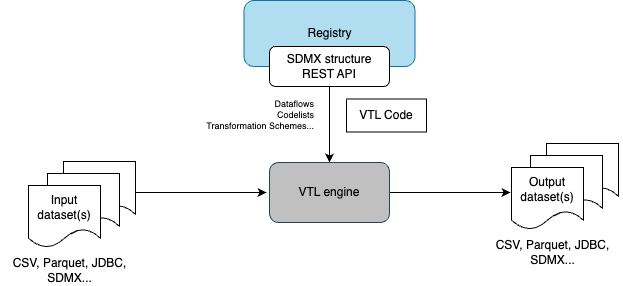 Registry
SDMX structure
REST API
Dataflows
Codelists
Transformation Schemes...
VTL Code
Input
dataset(s)
VTL engine
Output
dataset(s)
CSV, Parquet, JDBC,
SDMX...
CSV, Parquet, JDBC,
SDMX...